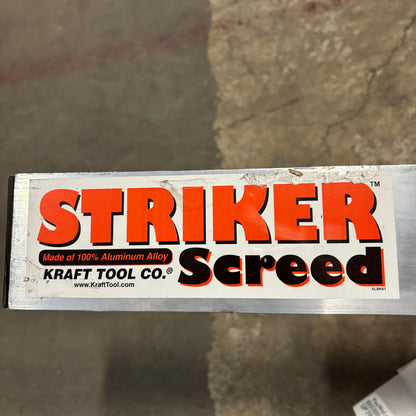 STRIKER™
Made of 100% Aluminum Alloy
KRAFT TOOL CO.® Screed
www.KraftTool.com